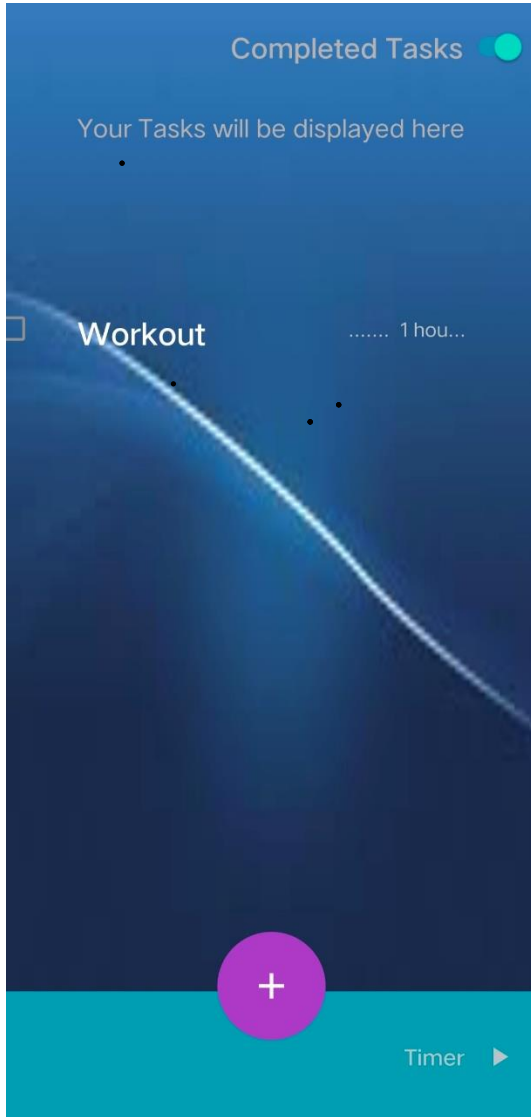 Completed Tasks
Your Tasks will be displayed here
Workout ....... 1 hou...
+
Timer